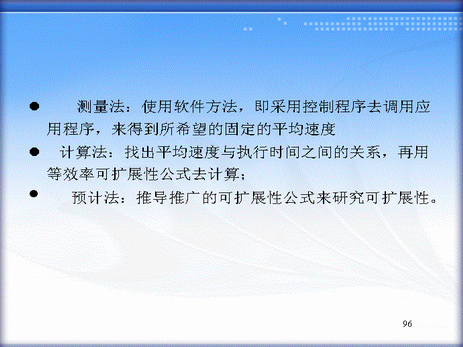 ● 测量法：使用软件方法，即采用控制程序去调用应
用程序，来得到所希望的固定的平均速度
● 计算法：找出平均速度与执行时间之间的关系，再用
等效率可扩展性公式去计算；
● 预计法：推导推广的可扩展性公式来研究可扩展性。
96